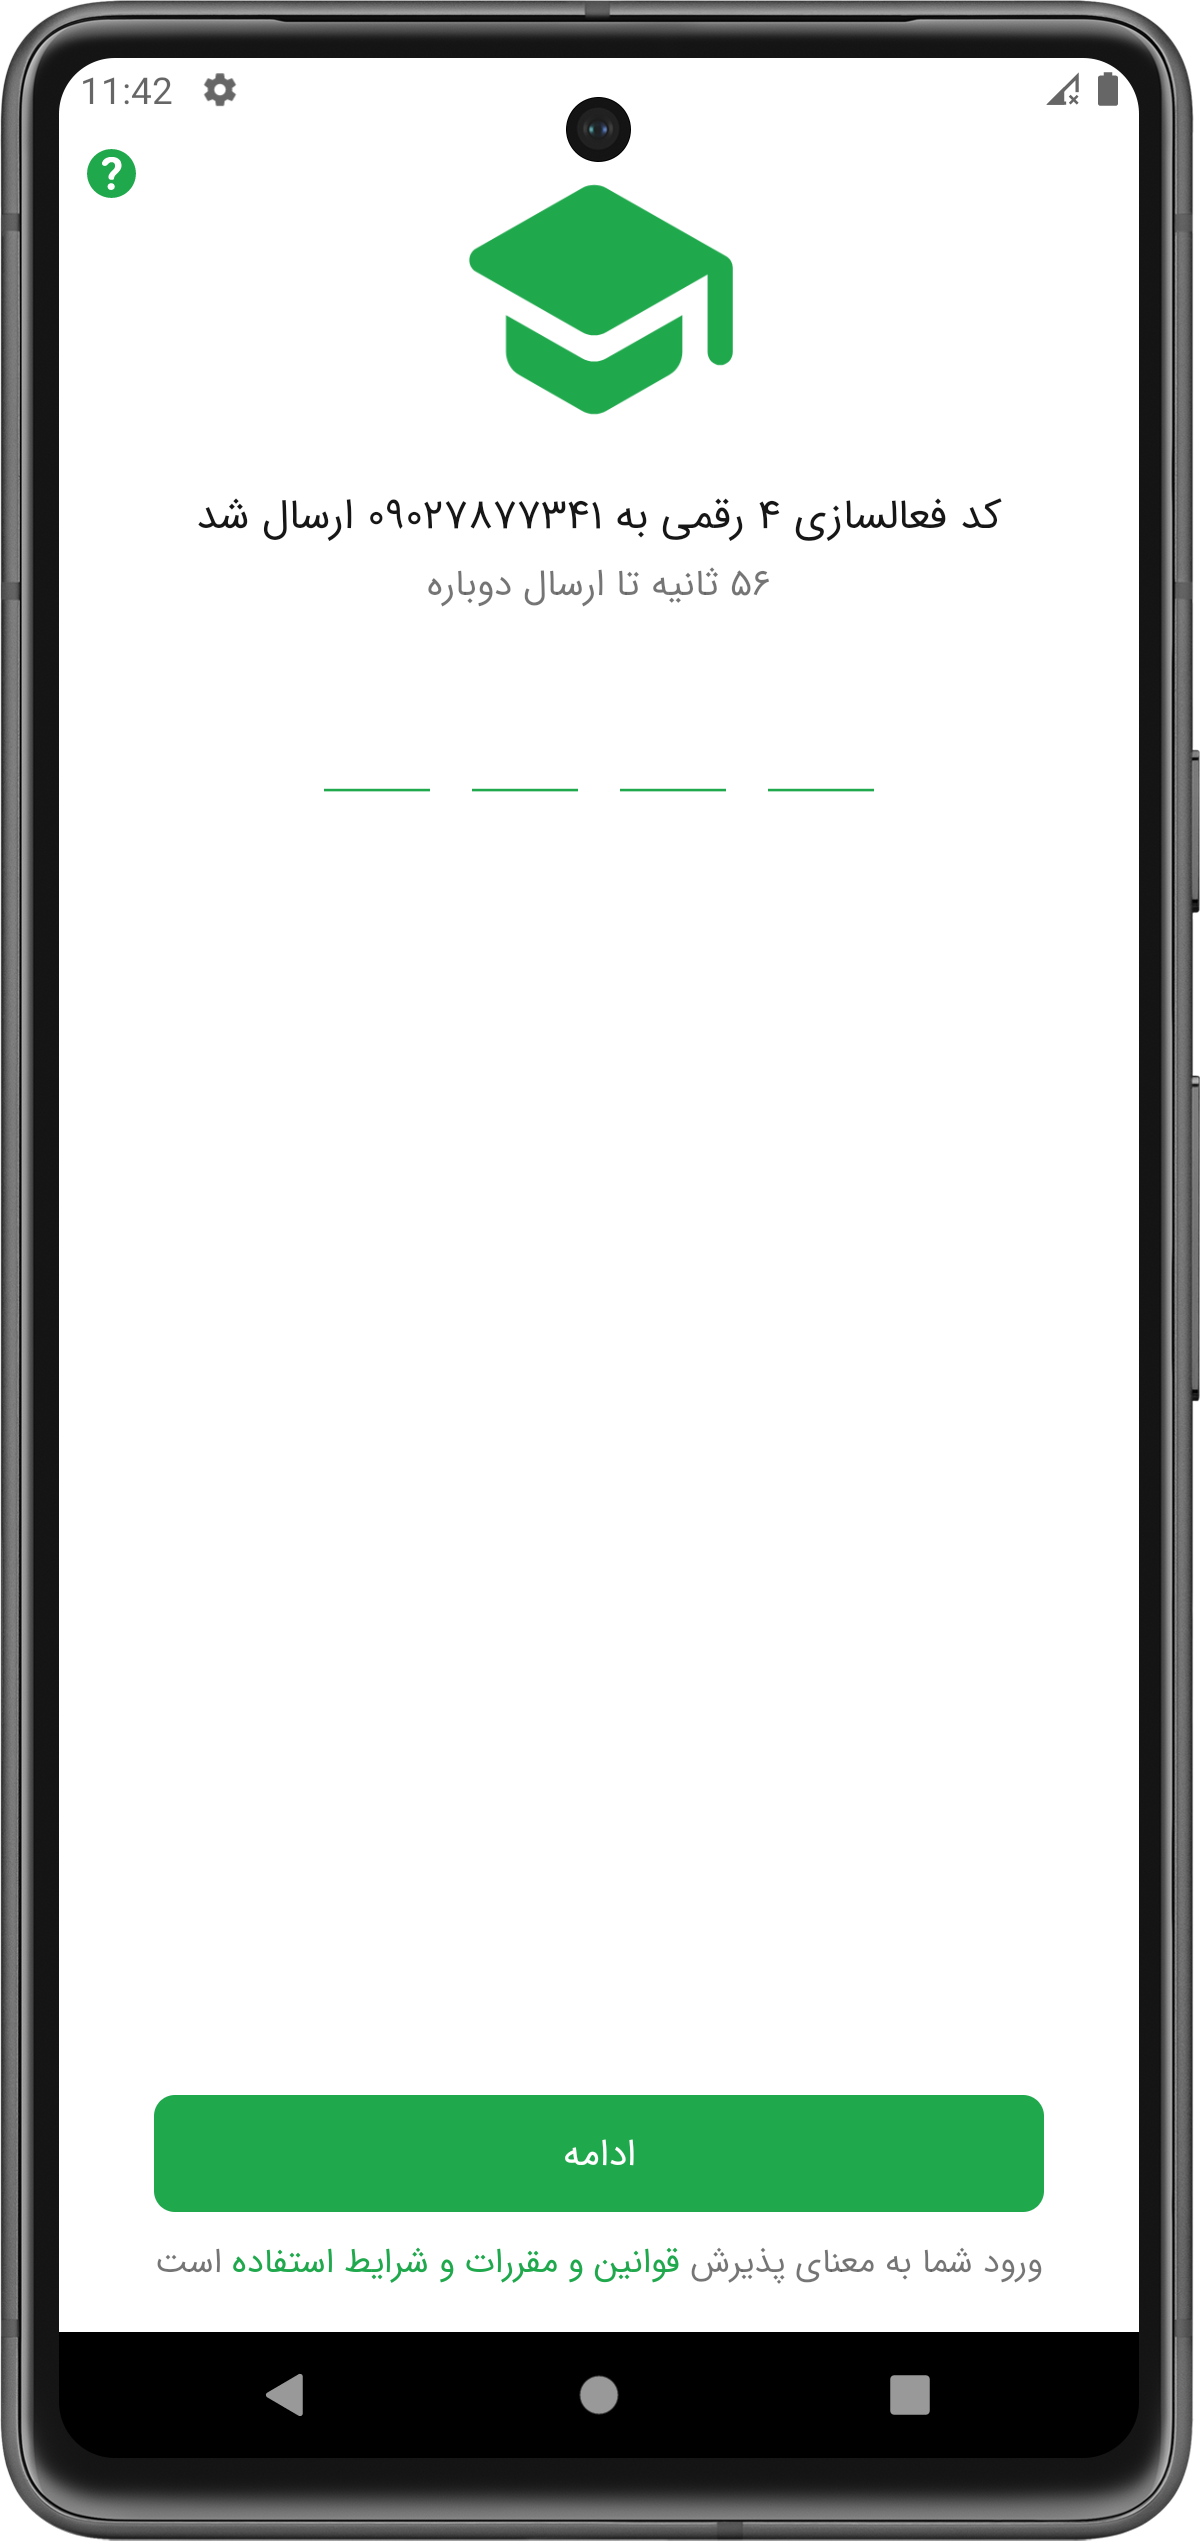 11:42
?
کد فعالسازی ۴ رقمی به ۰۹۰۲۷۸۷۷۳۴۱ ارسال شد
۵۶ ثانیه تا ارسال دوباره
ادامه
ورود شما به معنای پذیرش قوانین و مقررات و شرایط استفاده است